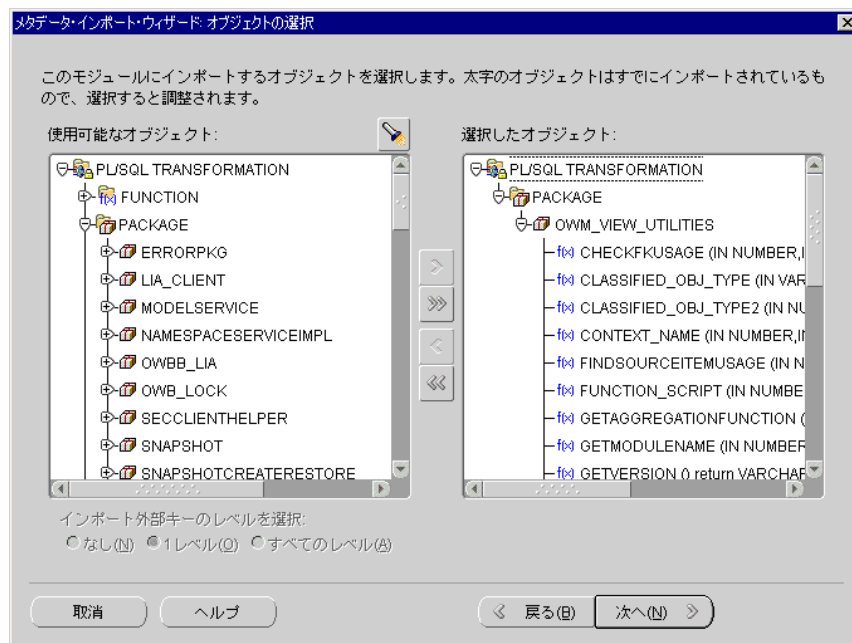 メタデータ・インポート・ウィザード: オブジェクトの選択
このモジュールにインポートするオブジェクトを選択します。太字のオブジェクトはすでにインポートされているも
ので、選択すると調整されます。
使用可能なオブジェクト:
PL/SQL TRANSFORMATION
FUNCTION
PACKAGE
ERRORPKG
LIA_CLIENT
MODELSERVICE
NAMESPACESERVICEIMPL
OWBB_LIA
OWB_LOCK
SECCLIENTHELPER
SNAPSHOT
SNAPSHOTCREATERESTORE
選択したオブジェクト:
PL/SQL TRANSFORMATION
PACKAGE
OWM_VIEW_UTILITIES
f(x) CHECKFKUSAGE (IN NUMBER,I
f(x) CLASSIFIED_OBJ_TYPE (IN VAR
f(x) CLASSIFIED_OBJ_TYPE2 (IN NU
f(x) CONTEXT_NAME (IN NUMBER,I
f(x) FINDSOURCEITEMUSAGE (IN N
f(x) FUNCTION_SCRIPT (IN NUMBE
f(x) GETAGGREGATIONFUNCTION (
f(x) GETMODULENAME (IN NUMBER
f(x) GETVERSION () return VARCHAR
インポート外部キーのレベルを選択:
なし(N) 1レベル(O) すべてのレベル(A)
取消 ヘルプ 戻る(B) 次へ(N)